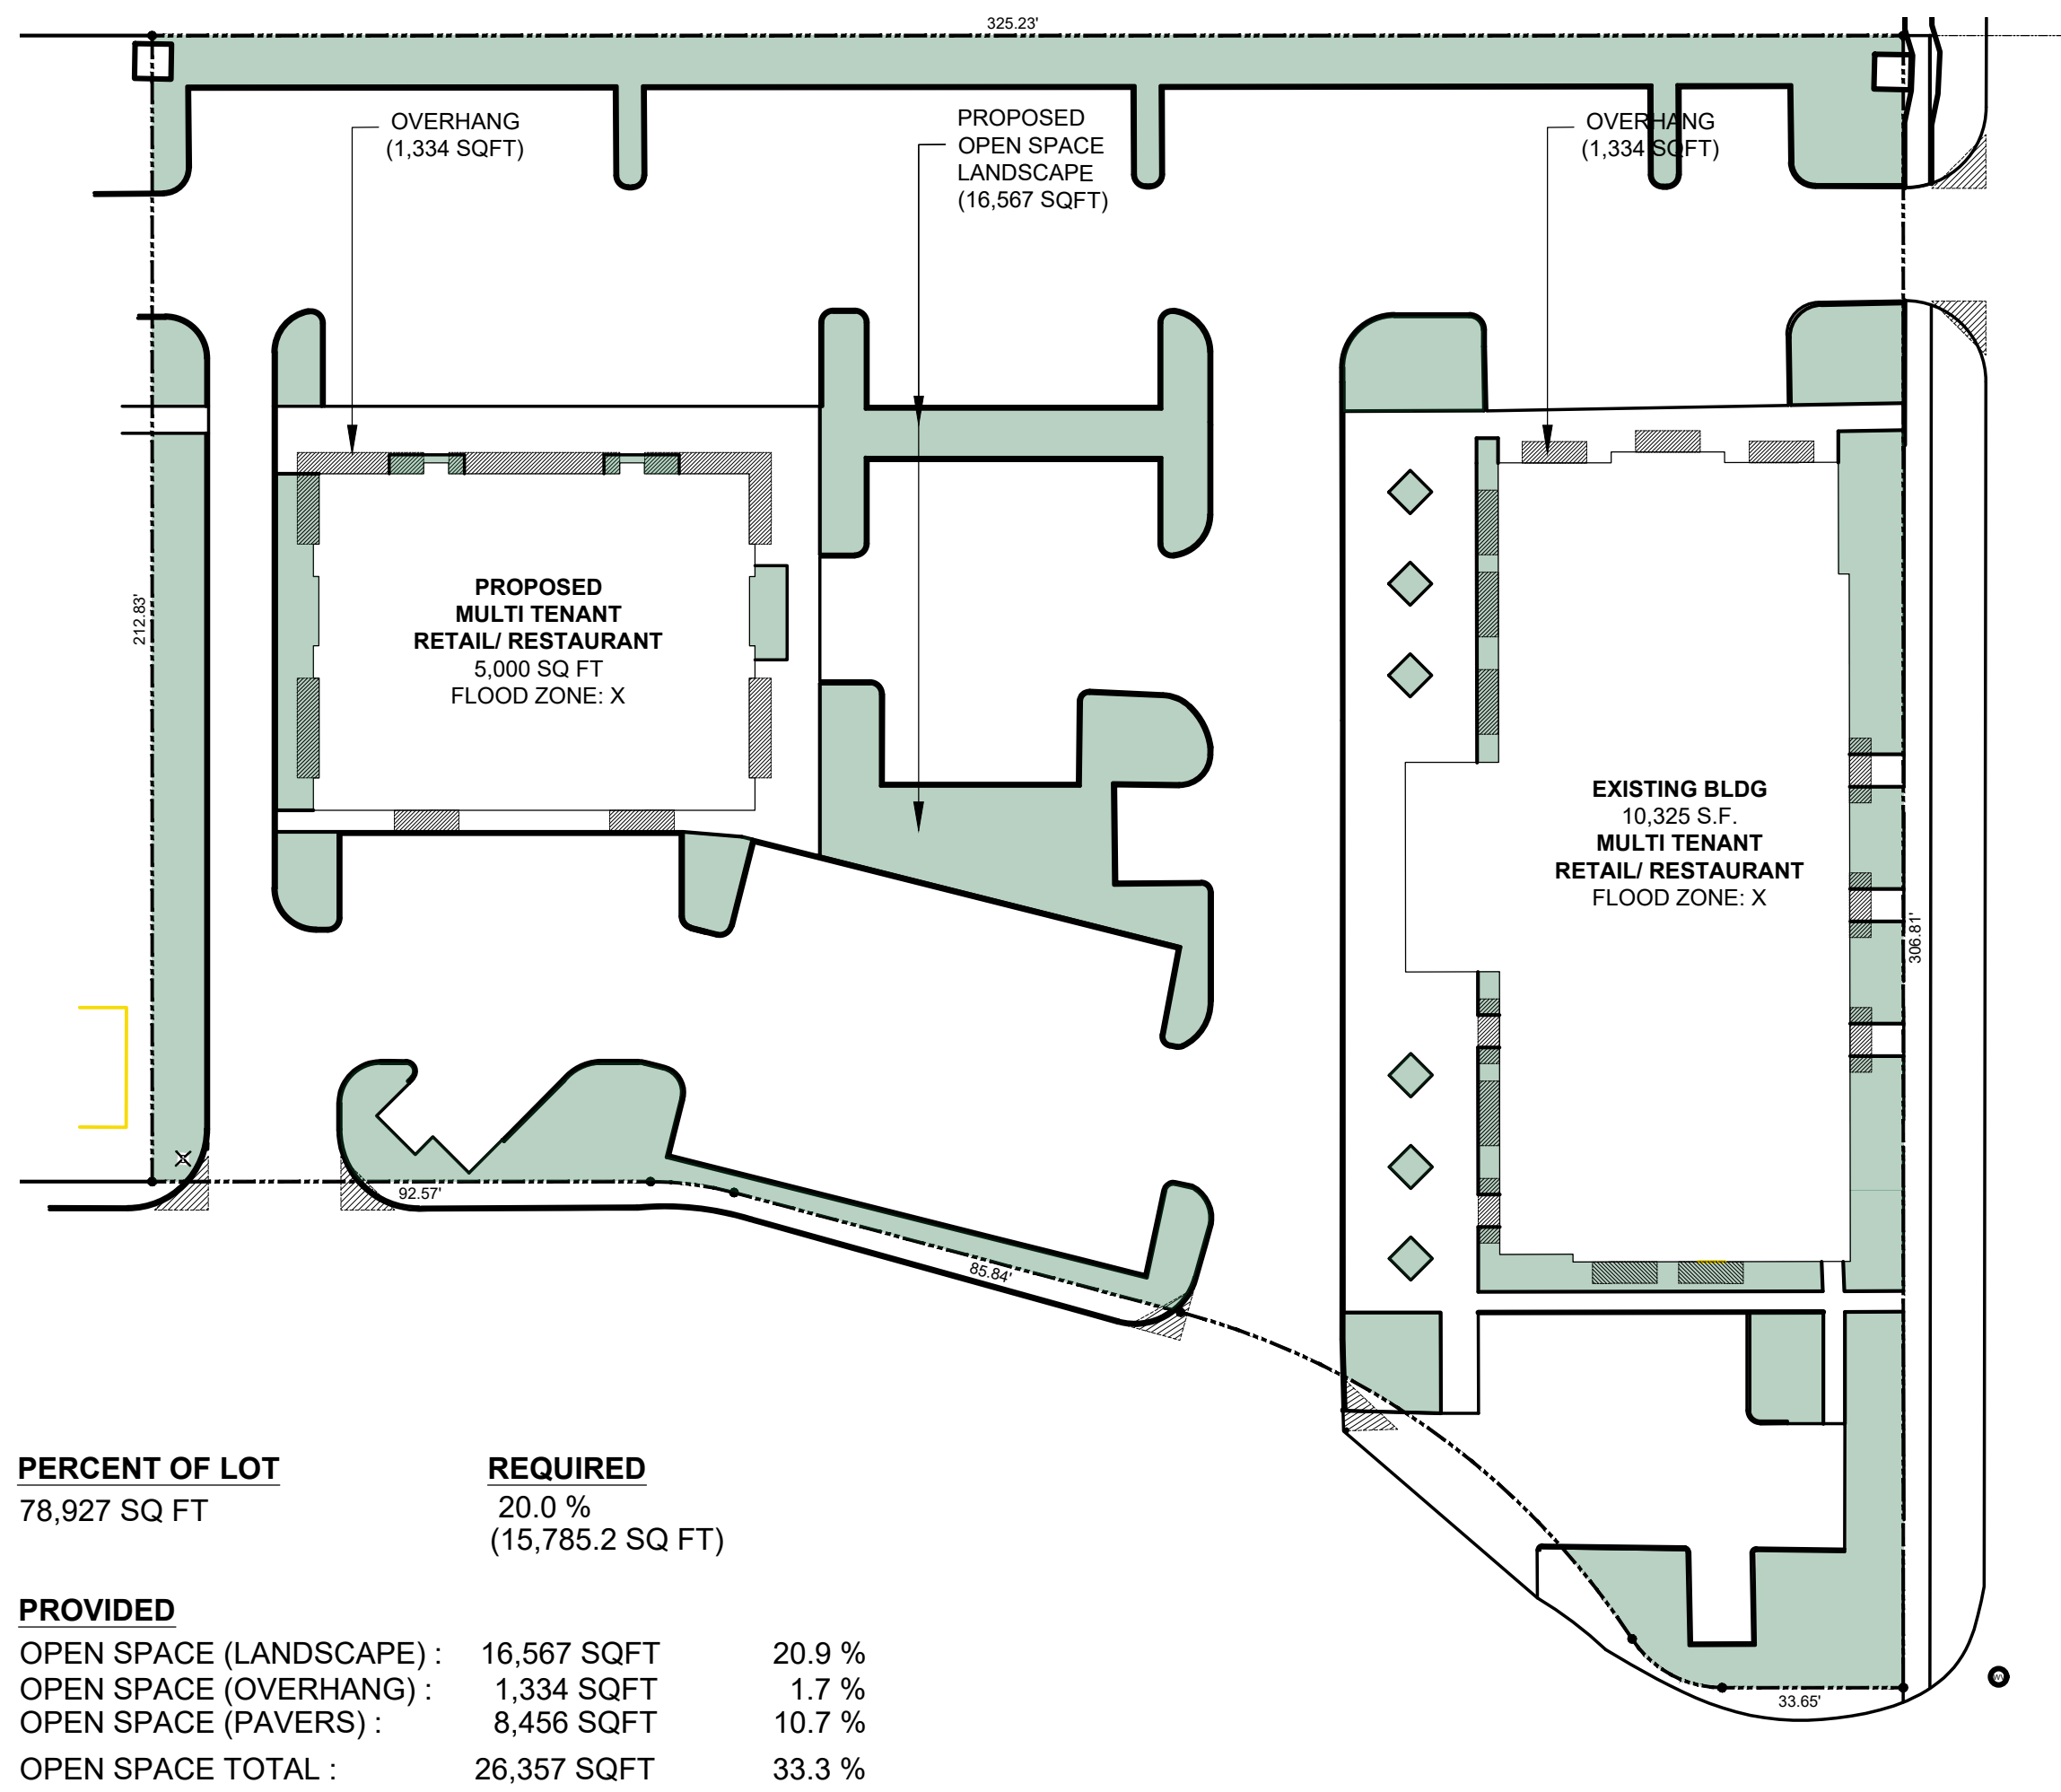 325.23'
OVERHANG
(1,334 SQFT)
PROPOSED
OPEN SPACE
LANDSCAPE
(16,567 SQFT)
OVERHANG
(1,334 SQFT)
212.83'
PROPOSED
MULTI TENANT
RETAIL/ RESTAURANT
5,000 SQ FT
FLOOD ZONE: X
EXISTING BLDG
10,325 S.F.
MULTI TENANT
RETAIL/ RESTAURANT
FLOOD ZONE: X
306.81'
92.57'
85.84'
33.65'
PERCENT OF LOT
78,927 SQ FT
REQUIRED
20.0 %
(15,785.2 SQ FT)
PROVIDED
OPEN SPACE (LANDSCAPE) : 16,567 SQFT 20.9 %
OPEN SPACE (OVERHANG) : 1,334 SQFT 1.7 %
OPEN SPACE (PAVERS) : 8,456 SQFT 10.7 %
OPEN SPACE TOTAL : 26,357 SQFT 33.3 %